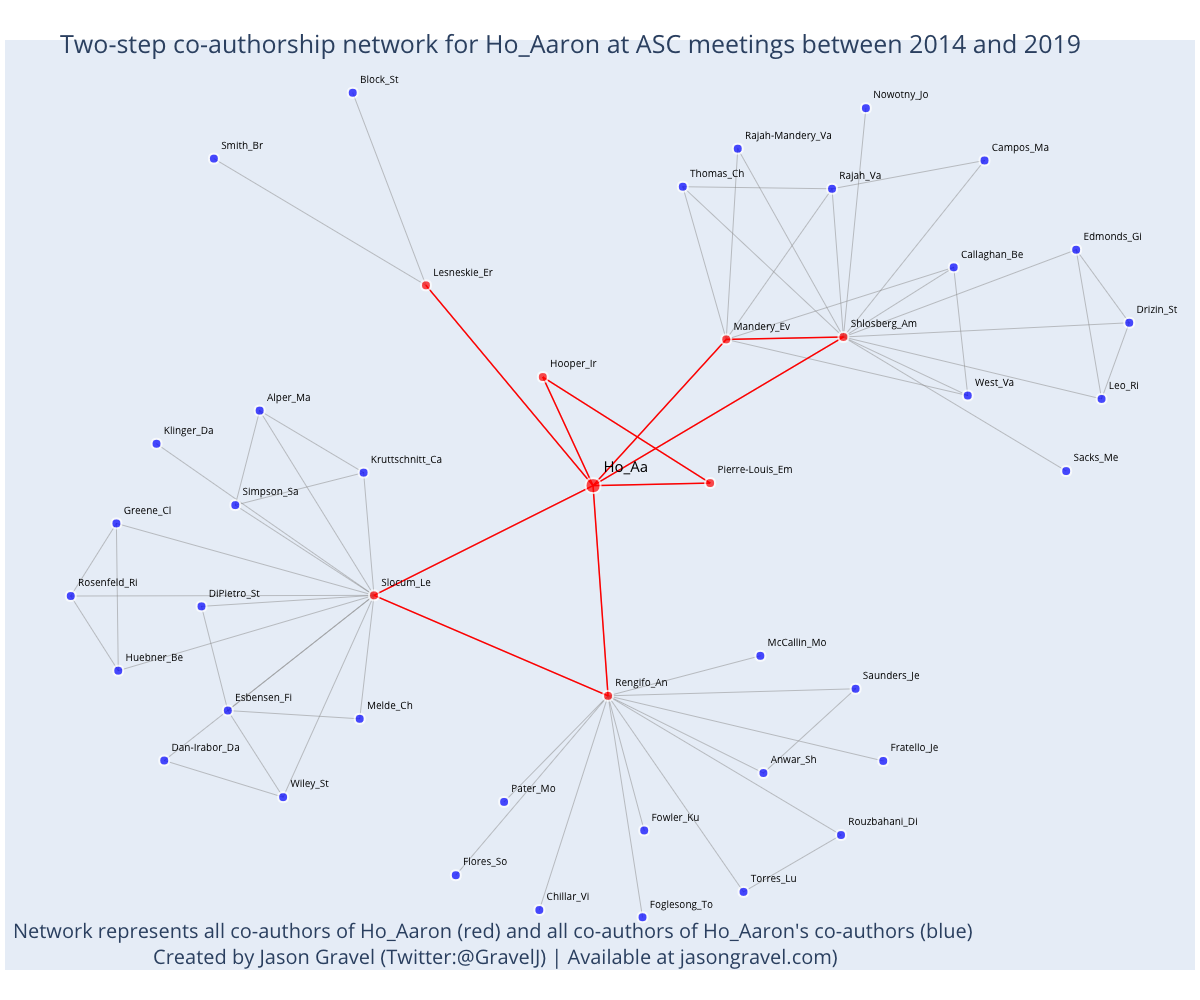 Two-step co-authorship network for Ho_Aaron at ASC meetings between 2014 and 2019
Block_St
Nowotny_Jo
Smith_Br
Rajah-Mandery_Va
Campos_Ma
Thomas_Ch
Rajah_Va
Edmonds_Gi
Callaghan_Be
Lesneskie_Er
Drizin_St
Mandery_Ev
Shlosberg_Am
Hooper_Ir
Leo_Ri
West_Va
Alper_Ma
Klinger_Da
Kruttschnitt_Ca
Ho_Aa
Pierre-Louis_Em
Sacks_Me
Simpson_Sa
Greene_Cl
Rosenfeld_Ri
Slocum_Le
DiPietro_St
McCallin_Mo
Huebner_Be
Rengifo_An
Saunders_Je
Esbensen_Fi
Melde_Ch
Dan-Irabor_Da
Fratello_Je
Anwar_Sh
Wiley_St
Pater_Mo
Fowler_Ku
Rouzbahani_Di
Flores_So
Torres_Lu
Chillar_Vi
Foglesong_To
Network represents all co-authors of Ho_Aaron (red) and all co-authors of Ho_Aaron's co-authors (blue)
Created by Jason Gravel (Twitter:@GravelJ) | Available at jasongravel.com)